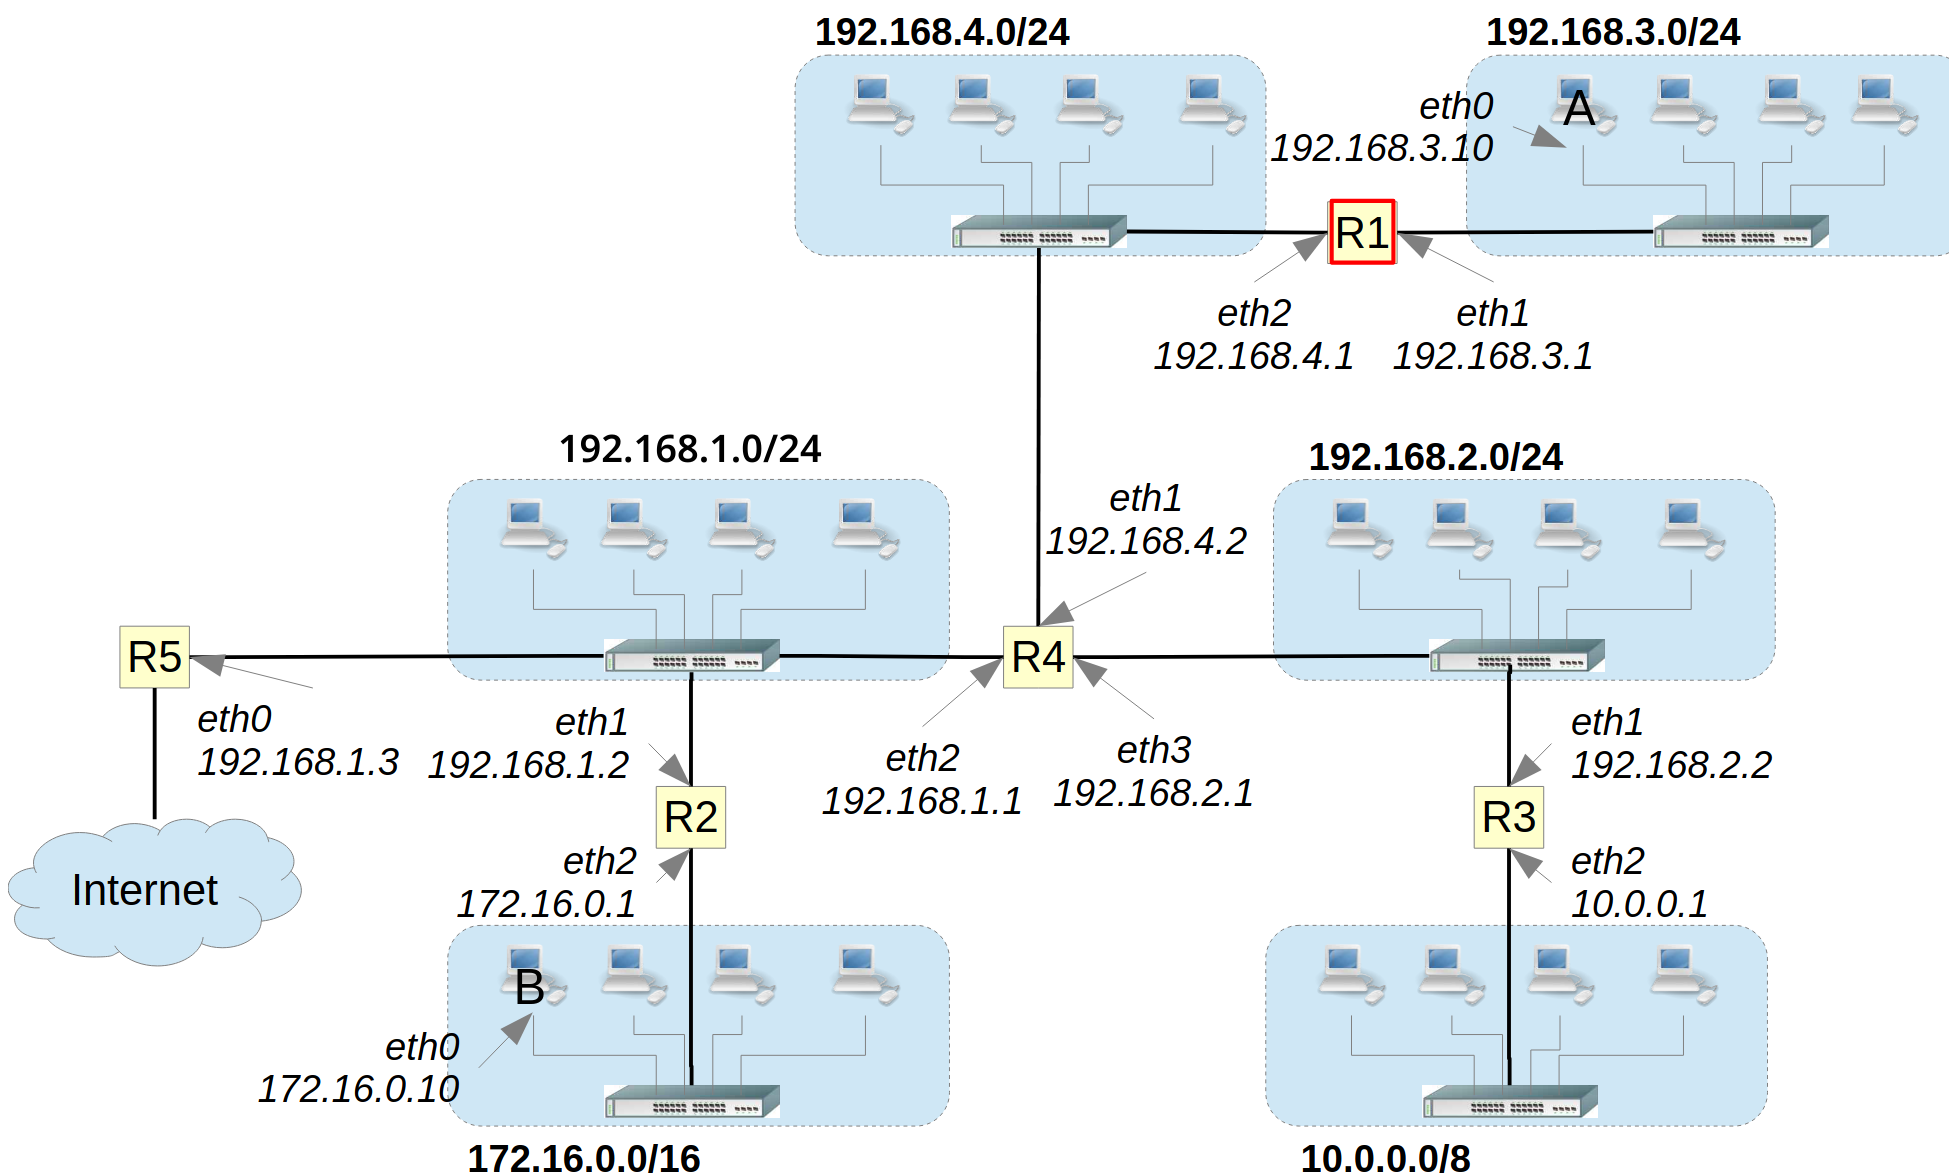 192.168.4.0/24
192.168.3.0/24
A
eth0
192.168.3.10
R1
eth2
192.168.4.1
eth1
192.168.3.1
192.168.1.0/24
192.168.2.0/24
eth1
192.168.4.2
R5
R4
eth0
192.168.1.3
eth1
192.168.1.2
eth2
192.168.1.1
eth3
192.168.2.1
eth1
192.168.2.2
R2
R3
eth2
172.16.0.1
eth2
10.0.0.1
Internet
B
eth0
172.16.0.10
172.16.0.0/16
10.0.0.0/8